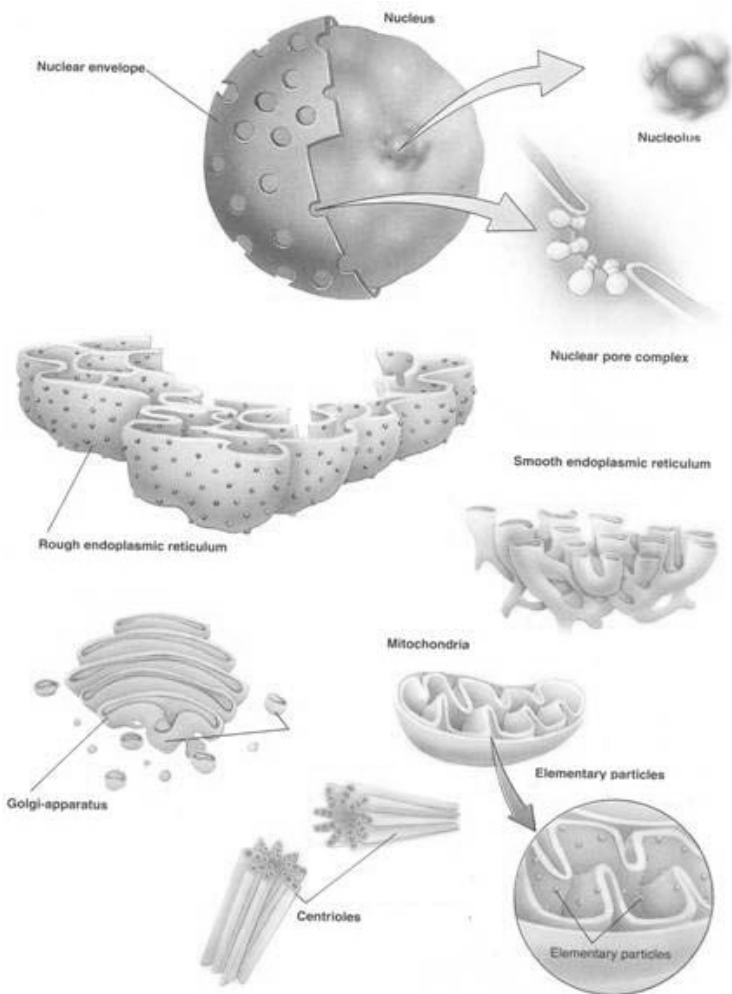 Nucleus
Nuclear envelope
Nucleolus
Nuclear pore complex
Smooth endoplasmic reticulum
Rough endoplasmic reticulum
Mitochondria
Elementary particles
Golgi-apparatus
Centrioles
Elementary particles